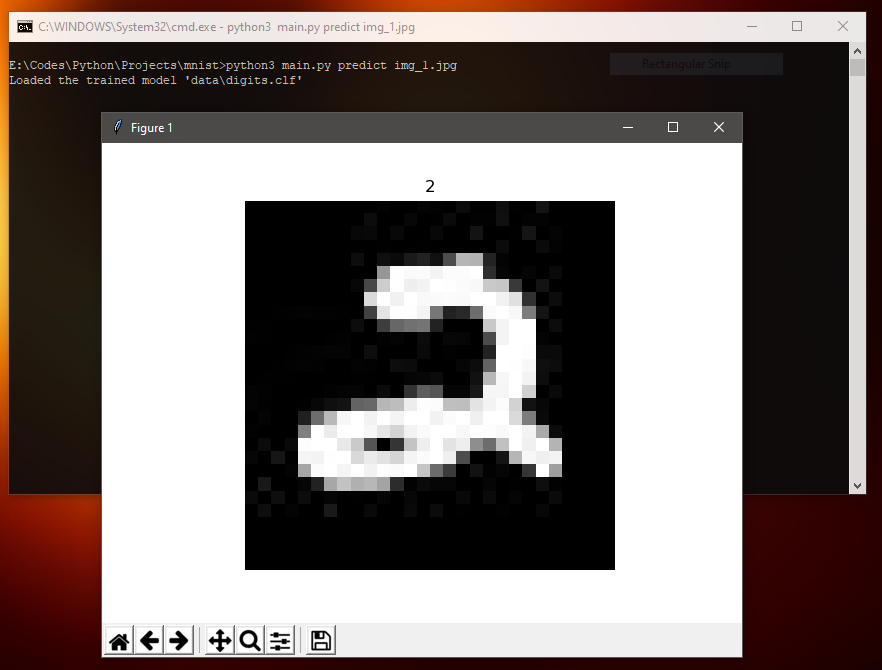 C:\WINDOWS\System32\cmd.exe - python3  main.py predict img_1.jpg
E:\Codes\Python\Projects\mnist>python3 main.py predict img_1.jpg
Rectangular Snip
Loaded the trained model 'data\digits.clf'
Figure 1
2
2